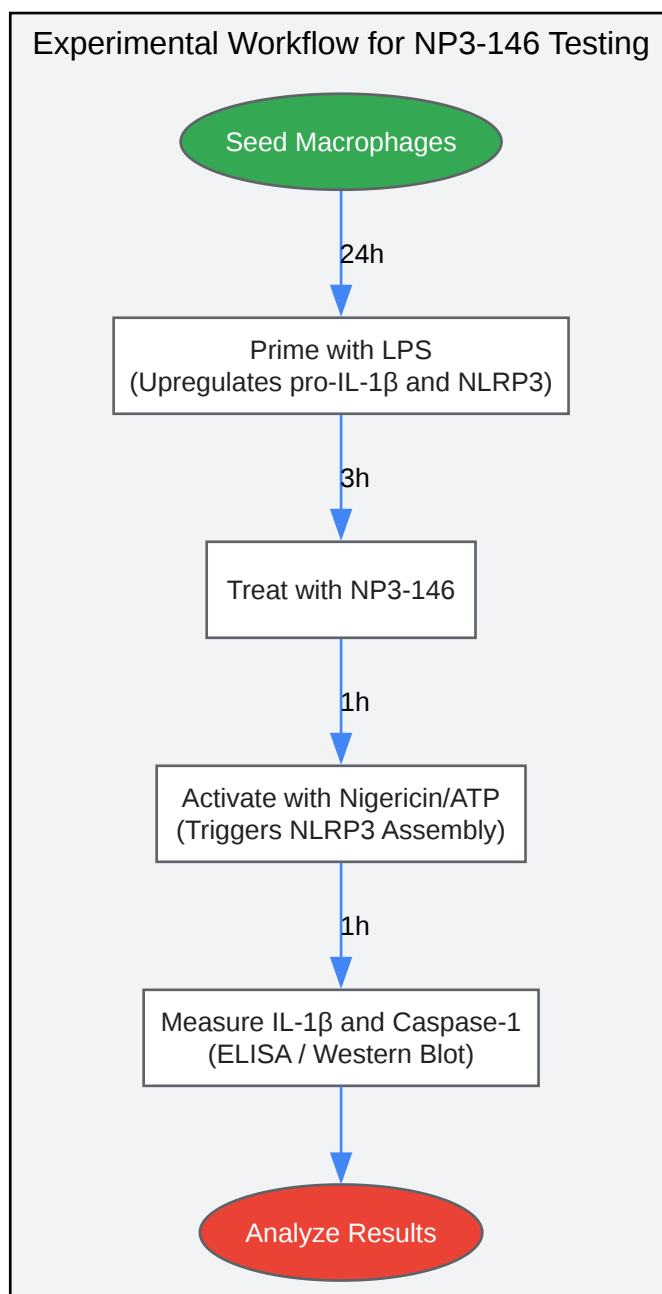 Experimental Workflow for NP3-146 Testing
Seed Macrophages
24h
Prime with LPS
(Upregulates pro-IL-1β and NLRP3)
3h
Treat with NP3-146
1h
Activate with Nigericin/ATP
(Triggers NLRP3 Assembly)
1h
Measure IL-1β and Caspase-1
(ELISA / Western Blot)
Analyze Results